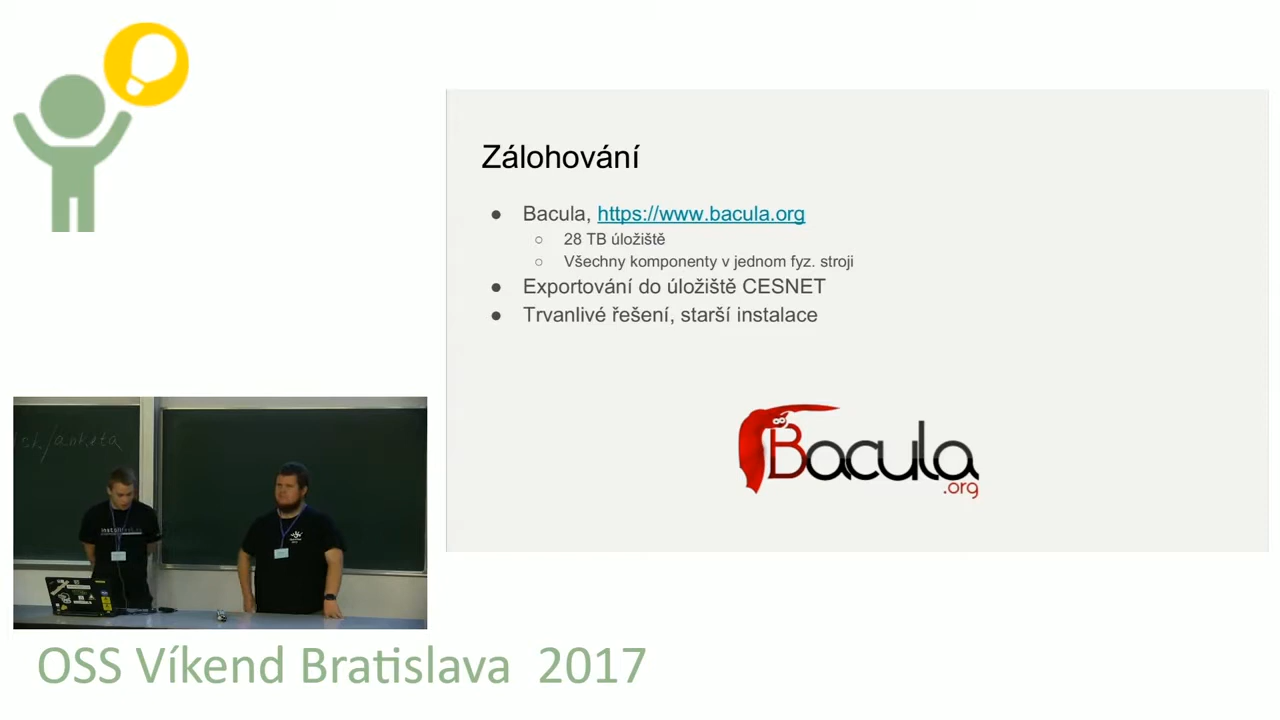 Zálohování
● Bacula, https://www.bacula.org
○ 28 TB úložiště
○ Všechny komponenty v jednom fyz. stroji
● Exportování do úložiště CESNET
● Trvanlivé řešení, starší instalace
Bacula
.org
/anketa
OSS Víkend Bratislava 2017